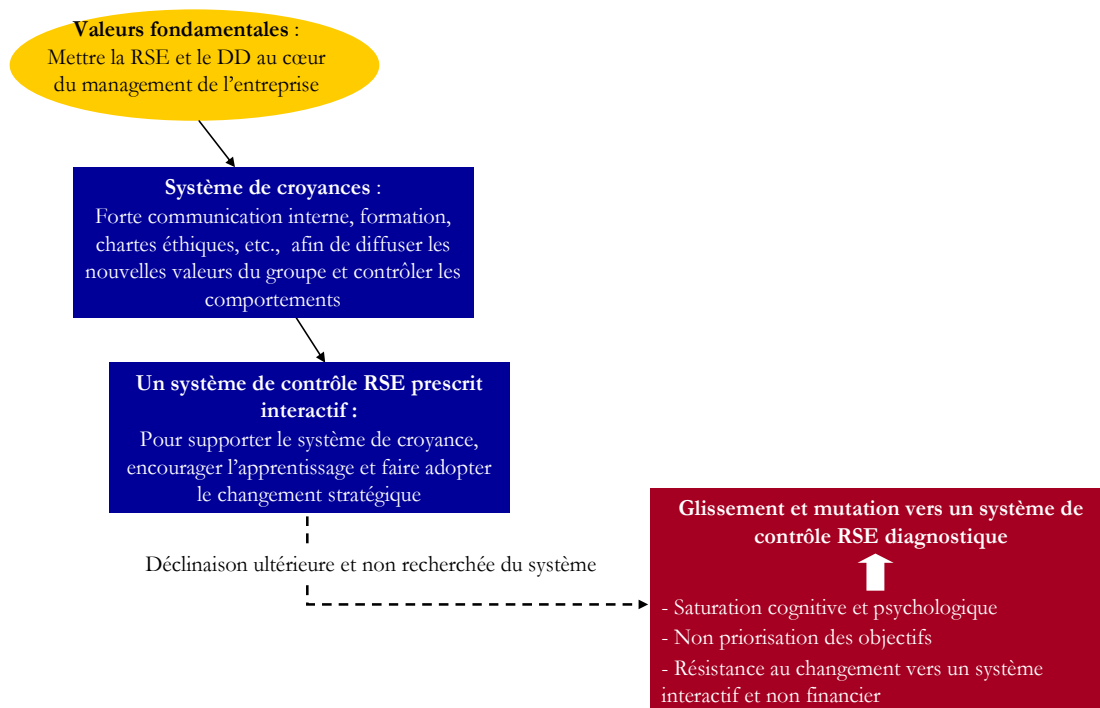 Valeurs fondamentales :
Mettre la RSE et le DD au cœur
du management de l’entreprise
Système de croyances :
Forte communication interne, formation,
chartes éthiques, etc., afin de diffuser les
nouvelles valeurs du groupe et contrôler les
comportements
Un système de contrôle RSE prescrit
interactif :
Pour supporter le système de croyance,
encourager l’apprentissage et faire adopter
le changement stratégique
Déclinaison ultérieure et non recherchée du système
Glissement et mutation vers un système de
contrôle RSE diagnostique
- Saturation cognitive et psychologique
- Non priorisation des objectifs
- Résistance au changement vers un système
interactif et non financier